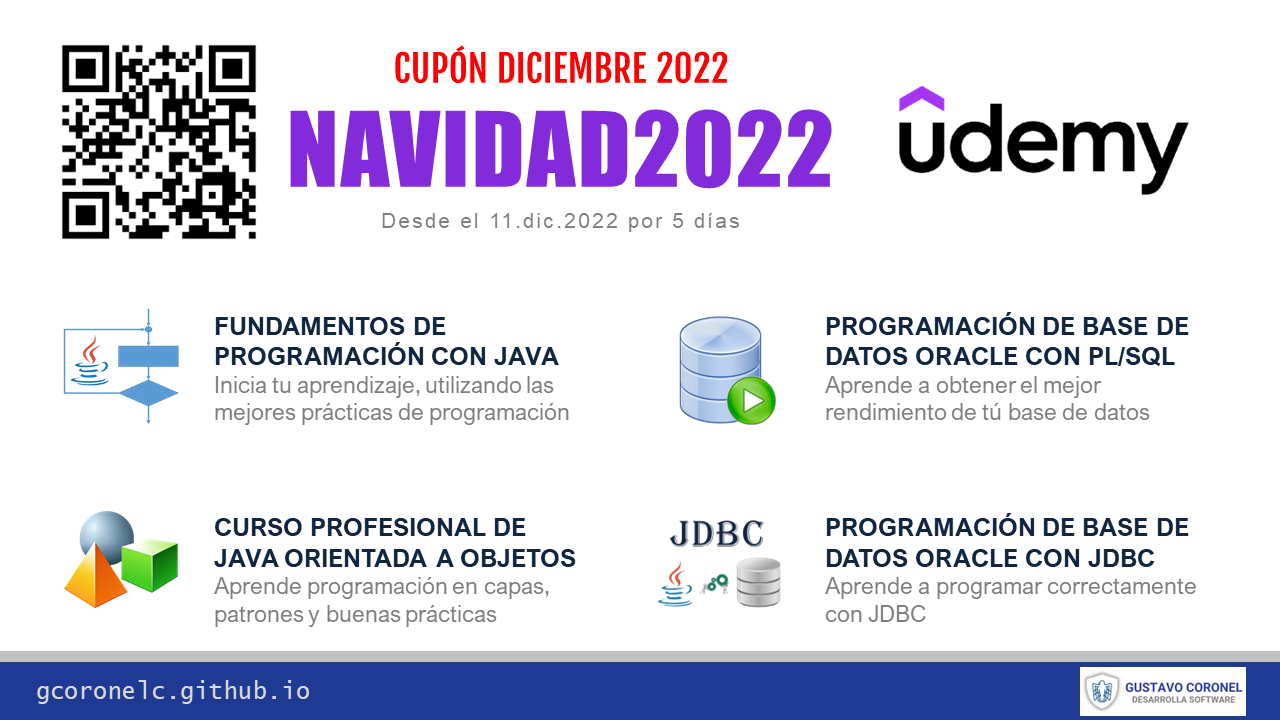 CUPÓN DICIEMBRE 2022
NAVIDAD2022
Desde el 11.dic.2022 por 5 días
udemy
FUNDAMENTOS DE
PROGRAMACIÓN CON JAVA
Inicia tu aprendizaje, utilizando las
mejores prácticas de programación
PROGRAMACIÓN DE BASE DE
DATOS ORACLE CON PL/SQL
Aprende a obtener el mejor
rendimiento de tú base de datos
CURSO PROFESIONAL DE
JAVA ORIENTADA A OBJETOS
Aprende programación en capas,
patrones y buenas prácticas
JDBC
PROGRAMACIÓN DE BASE DE
DATOS ORACLE CON JDBC
Aprende a programar correctamente
con JDBC
gcoronelc.github.io
GUSTAVO CORONEL
DESARROLLA SOFTWARE